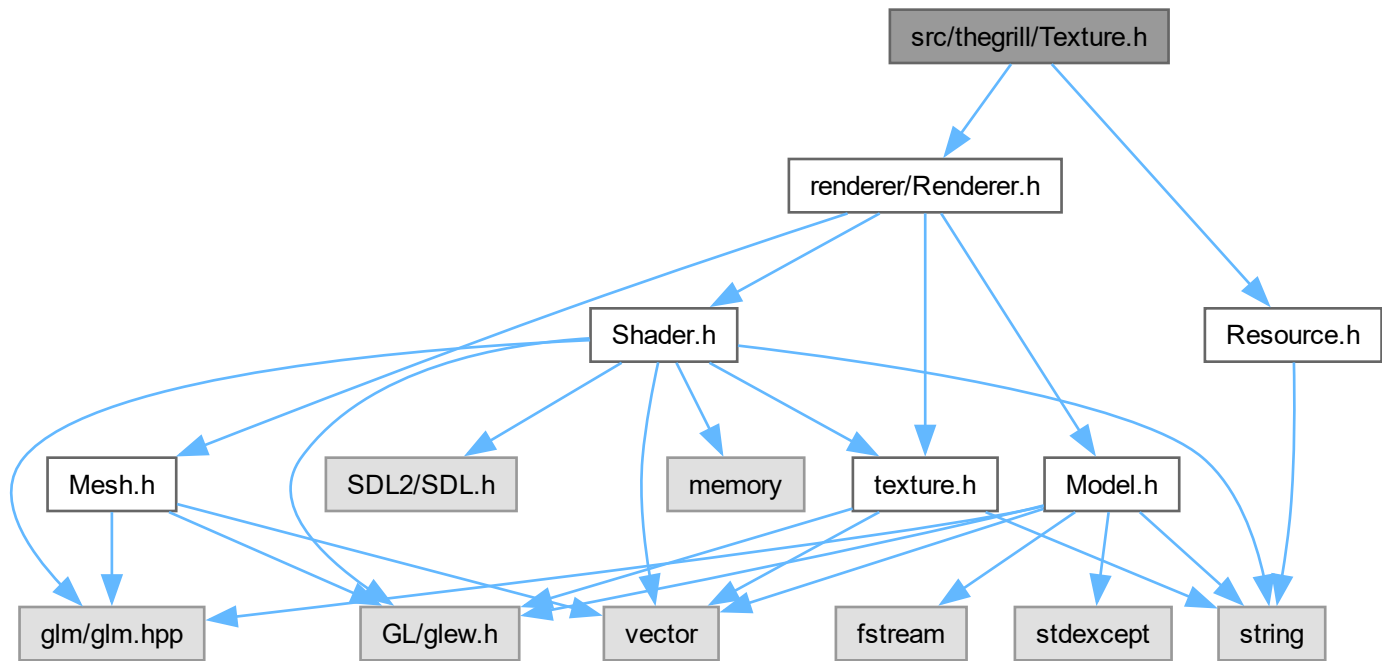 src/thegrill/Texture.h
renderer/Renderer.h
Shader.h
Resource.h
Mesh.h
SDL2/SDL.h
memory
texture.h
Model.h
glm/glm.hpp
GL/glew.h
vector
fstream
stdexcept
string